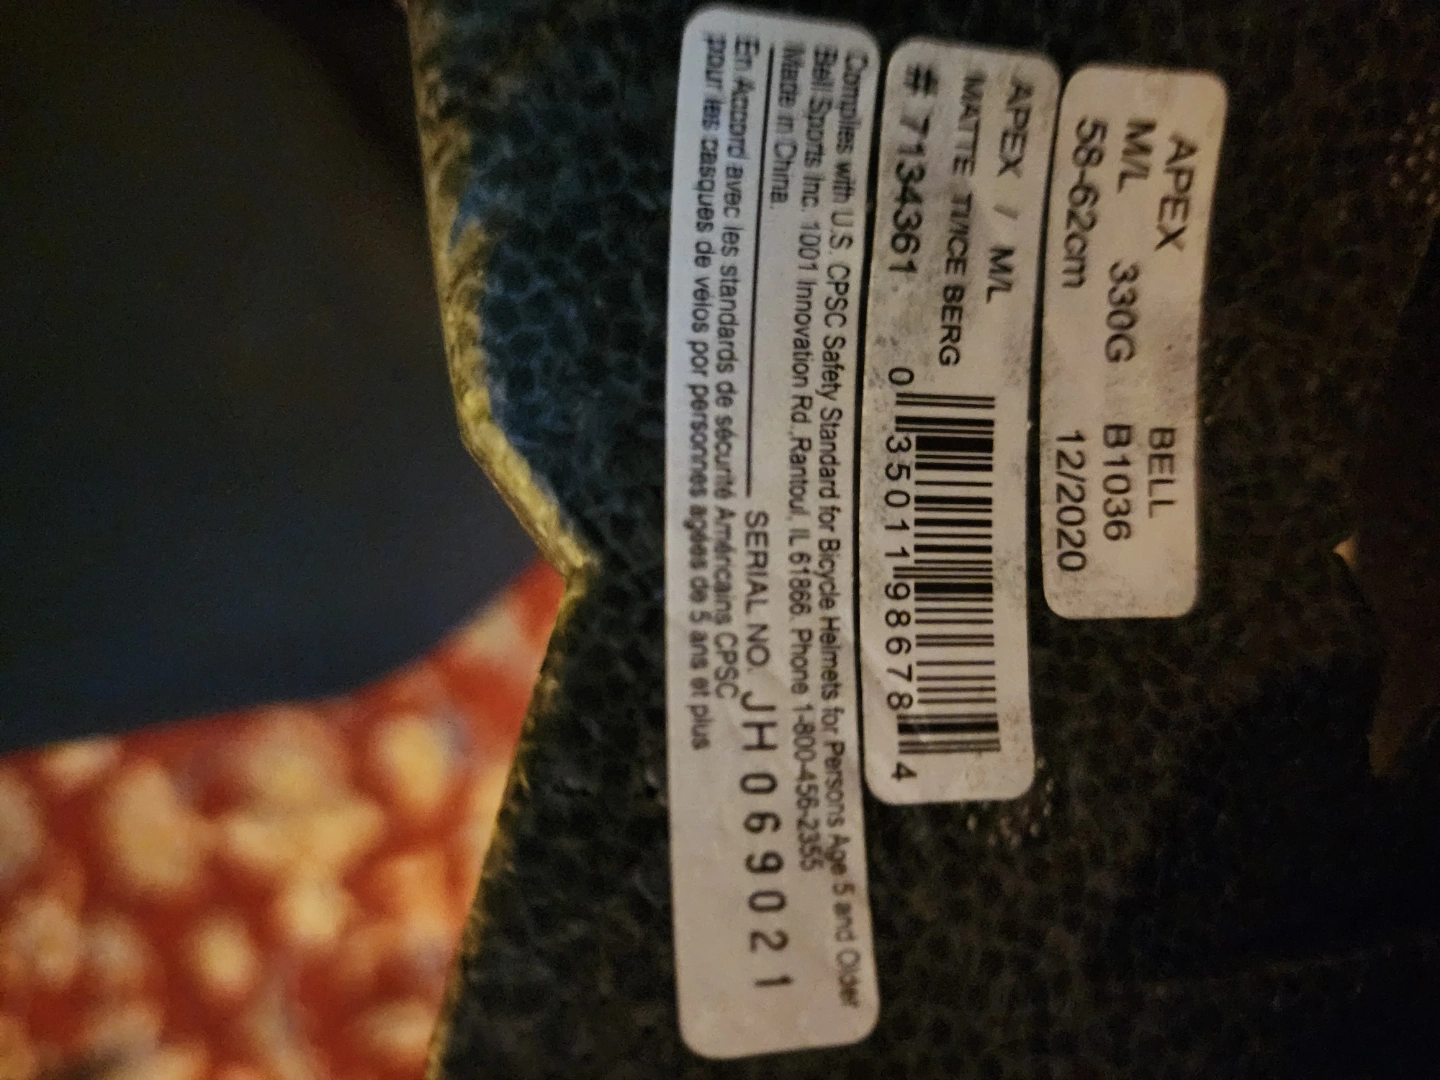 APEX BELL
M/L 330G B1036
58-62cm 12/2020
APEX / M/L
MATTE TI/ICE BERG
# 7134361
0 35011 98678 4
Complies with U.S. CPSC Safety Standard for Bicycle Helmets for Persons Age 5 and Older
Bell Sports Inc. 1001 Innovation Rd.,Rantoul, IL 61866. Phone 1-800-456-2355
Made in China.
SERIAL NO. JH069021
En Accord avec les standards de sécurité Américains CPSC
pour les casques de vélos por personnes agées de 5 ans et plus